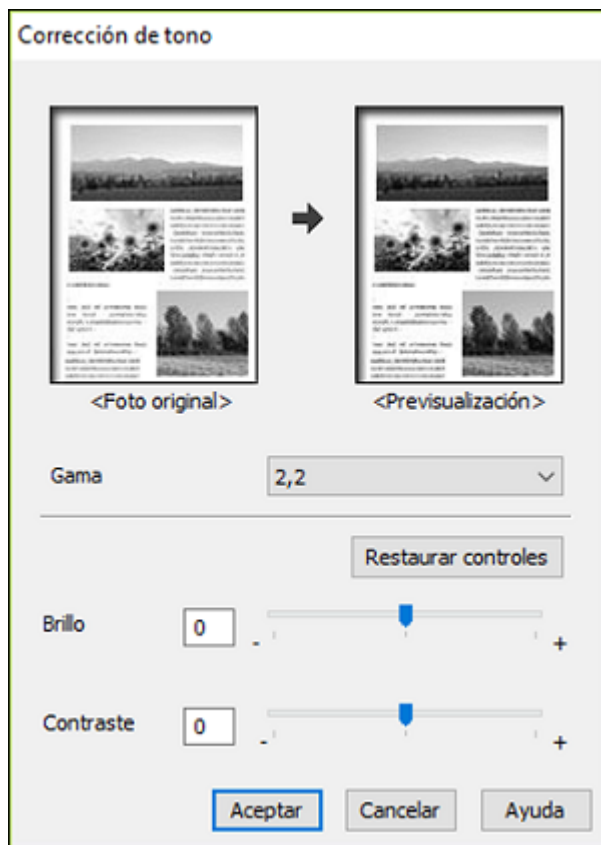 Corrección de tono
<Foto original>
<Previsualización>
Gama
2,2
Restaurar controles
Brillo
0
-
+
Contraste
0
-
+
Aceptar
Cancelar
Ayuda